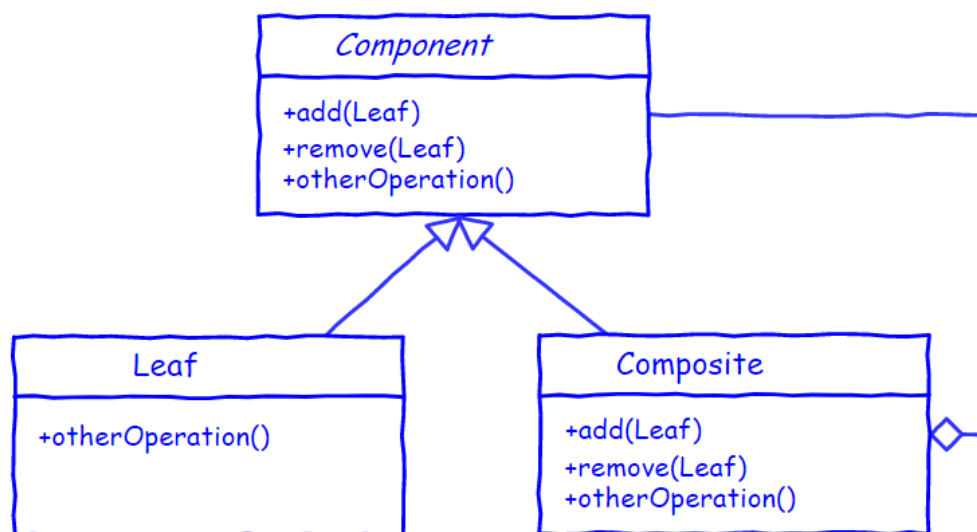 Component
+add(Leaf)
+remove(Leaf)
+otherOperation()
Leaf
+otherOperation()
Composite
+add(Leaf)
+remove(Leaf)
+otherOperation()